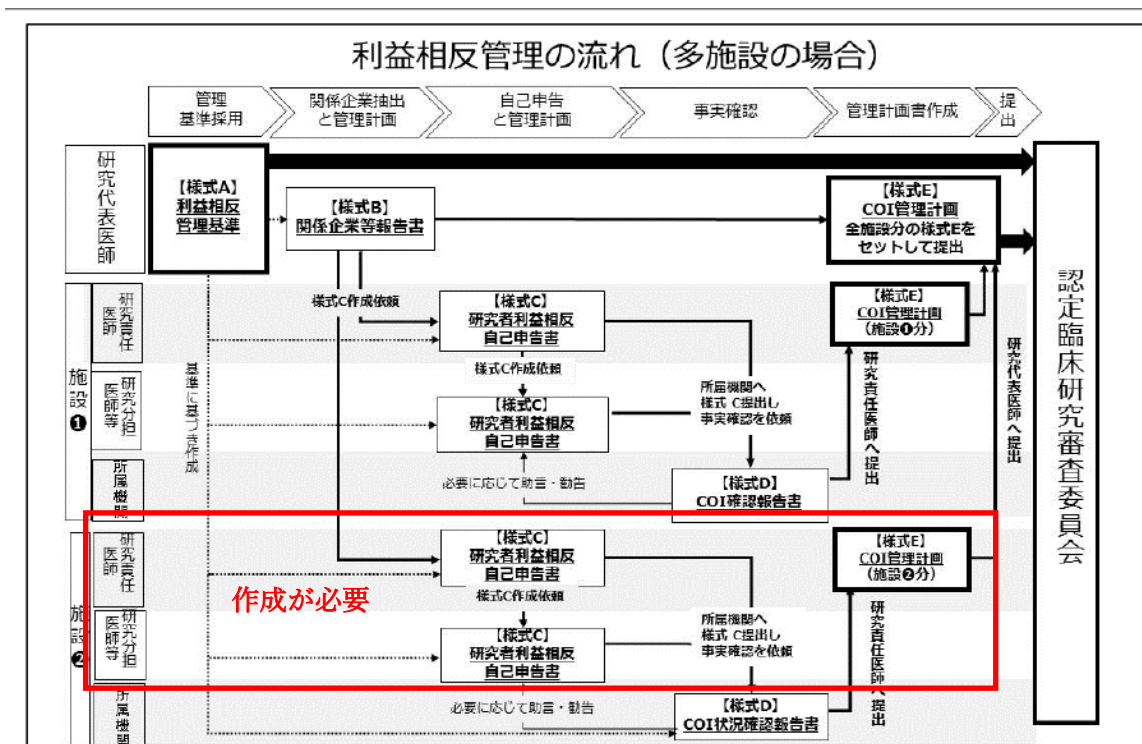 利益相反管理の流れ（多施設の場合）
管理
基準採用
関係企業抽出
と管理計画
自己申告
と管理計画
事実確認
管理計画書作成
提
出
研究代表医師
【様式A】
利益相反
管理基準
【様式B】
関係企業等報告書
【様式E】
COI管理計画
全施設分の様式Eを
セットして提出
認定臨床研究審査委員会
様式C作成依頼
施設❶
研究責任
医師
【様式C】
研究者利益相反
自己申告書
【様式E】
COI管理計画
（施設❶分）
基準に基づき作成
様式C作成依頼
研究分担
医師等
【様式C】
研究者利益相反
自己申告書
所属機関へ
様式 C提出し
事実確認を依頼
研究責任医師へ提出
研究代表医師へ提出
所属機関
必要に応じて助言・勧告
【様式D】
COI確認報告書
施設❷
研究責任
医師
作成が必要
【様式C】
研究者利益相反
自己申告書
【様式E】
COI管理計画
（施設❷分）
様式C作成依頼
研究分担
医師等
【様式C】
研究者利益相反
自己申告書
所属機関へ
様式 C提出し
事実確認を依頼
研究責任医師へ提出
所属機関
必要に応じて助言・勧告
【様式D】
COI状況確認報告書